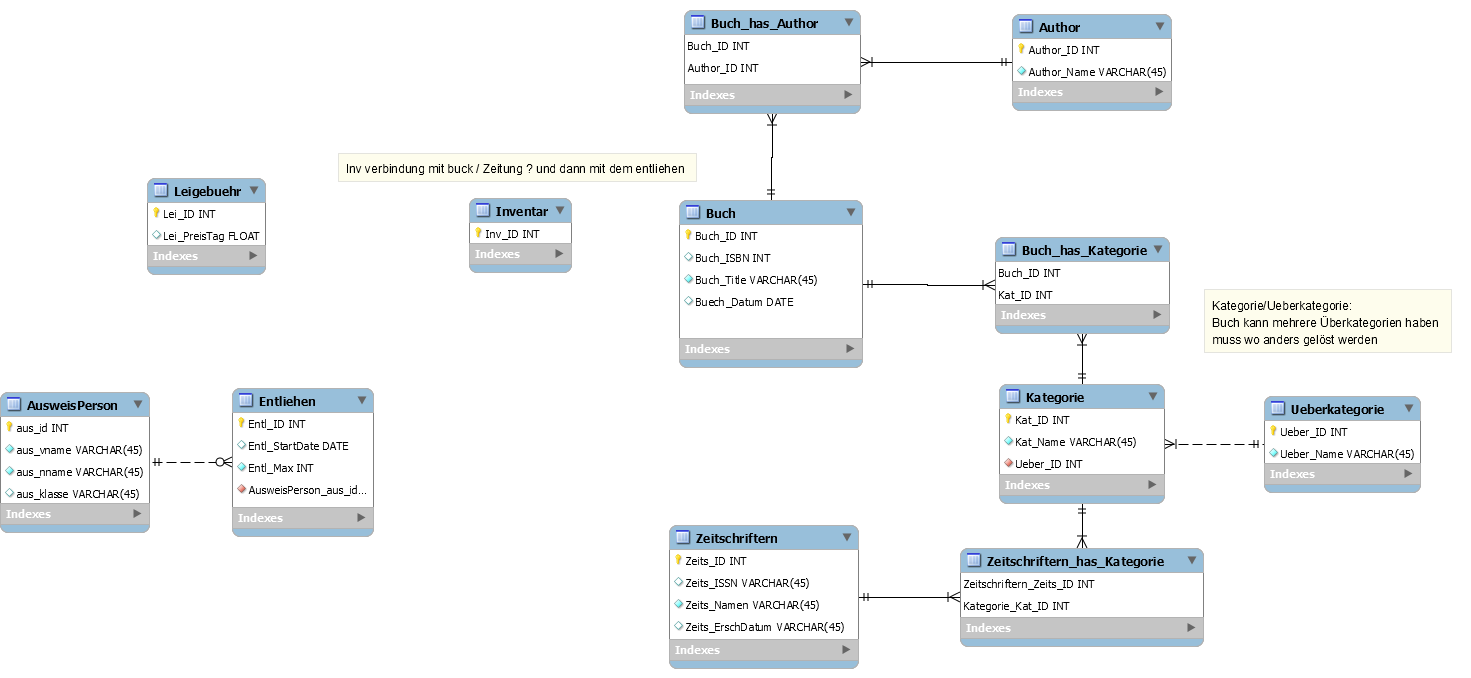 Buch_has_Author
Buch_ID INT
Author_ID INT
Indexes
Author
Author_ID INT
Author_Name VARCHAR(45)
Indexes
Inv verbindung mit buck / Zeitung ? und dann mit dem entliehen
Leigebuehr
Lei_ID INT
Lei_PreisTag FLOAT
Indexes
Inventar
Inv_ID INT
Indexes
Buch
Buch_ID INT
Buch_ISBN INT
Buch_Title VARCHAR(45)
Buech_Datum DATE
Indexes
Buch_has_Kategorie
Buch_ID INT
Kat_ID INT
Indexes
Kategorie/Ueberkategorie:
Buch kann mehrere Überkategorien haben
muss wo anders gelöst werden
AusweisPerson
aus_id INT
aus_vname VARCHAR(45)
aus_nname VARCHAR(45)
aus_klasse VARCHAR(45)
Indexes
Entliehen
Entl_ID INT
Entl_StartDate DATE
Entl_Max INT
AusweisPerson_aus_id...
Indexes
Kategorie
Kat_ID INT
Kat_Name VARCHAR(45)
Ueber_ID INT
Indexes
Ueberkategorie
Ueber_ID INT
Ueber_Name VARCHAR(45)
Indexes
Zeitschriftern
Zeits_ID INT
Zeits_ISSN VARCHAR(45)
Zeits_Namen VARCHAR(45)
Zeits_ErschDatum VARCHAR(45)
Indexes
Zeitschriftern_has_Kategorie
Zeitschriftern_Zeits_ID INT
Kategorie_Kat_ID INT
Indexes